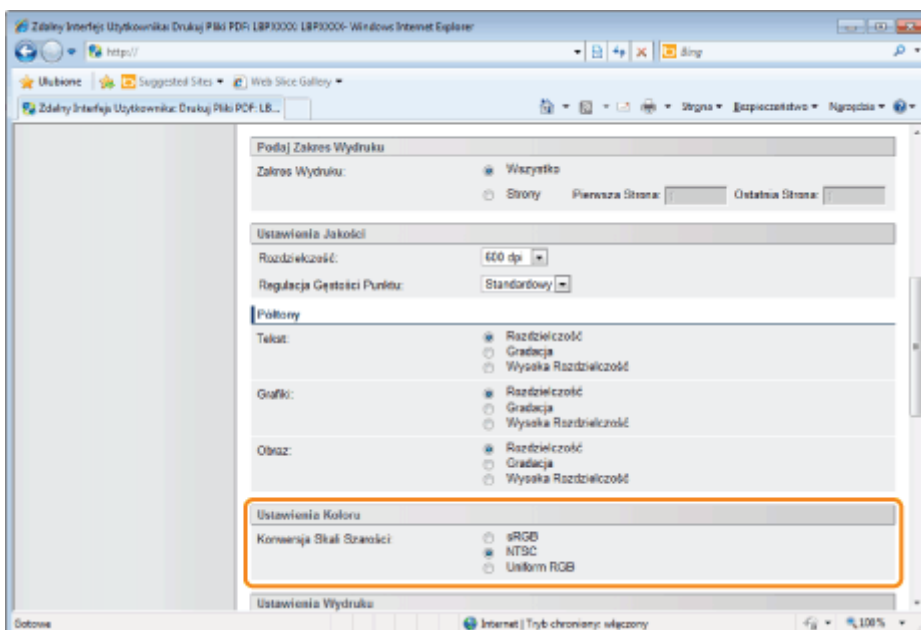 Zdalny Interfejs Użytkownika: Drukuj Pliki PDF: LBPXXXX LBPXXXX- Windows Internet Explorer
http://
Bing
Ulubione Suggested Sites Web Slice Gallery
Zdalny Interfejs Użytkownika: Drukuj Pliki PDF: LB...
Strona Bezpieczeństwo Narzędzia
Podaj Zakres Wydruku
Zakres Wydruku: Wszystko
Strony Pierwsza Strona: Ostatnia Strona:
Ustawienia Jakości
Rozdzielczość: 600 dpi
Regulacja Gęstości Punktu: Standardowy
Półtony
Tekst: Rozdzielczość
Gradacja
Wysoka Rozdzielczość
Grafiki: Rozdzielczość
Gradacja
Wysoka Rozdzielczość
Obraz: Rozdzielczość
Gradacja
Wysoka Rozdzielczość
Ustawienia Koloru
Konwersja Skali Szarości: sRGB
NTSC
Uniform RGB
Ustawienia Wydruku
Gotowe Internet | Tryb chroniony: włączony 100%